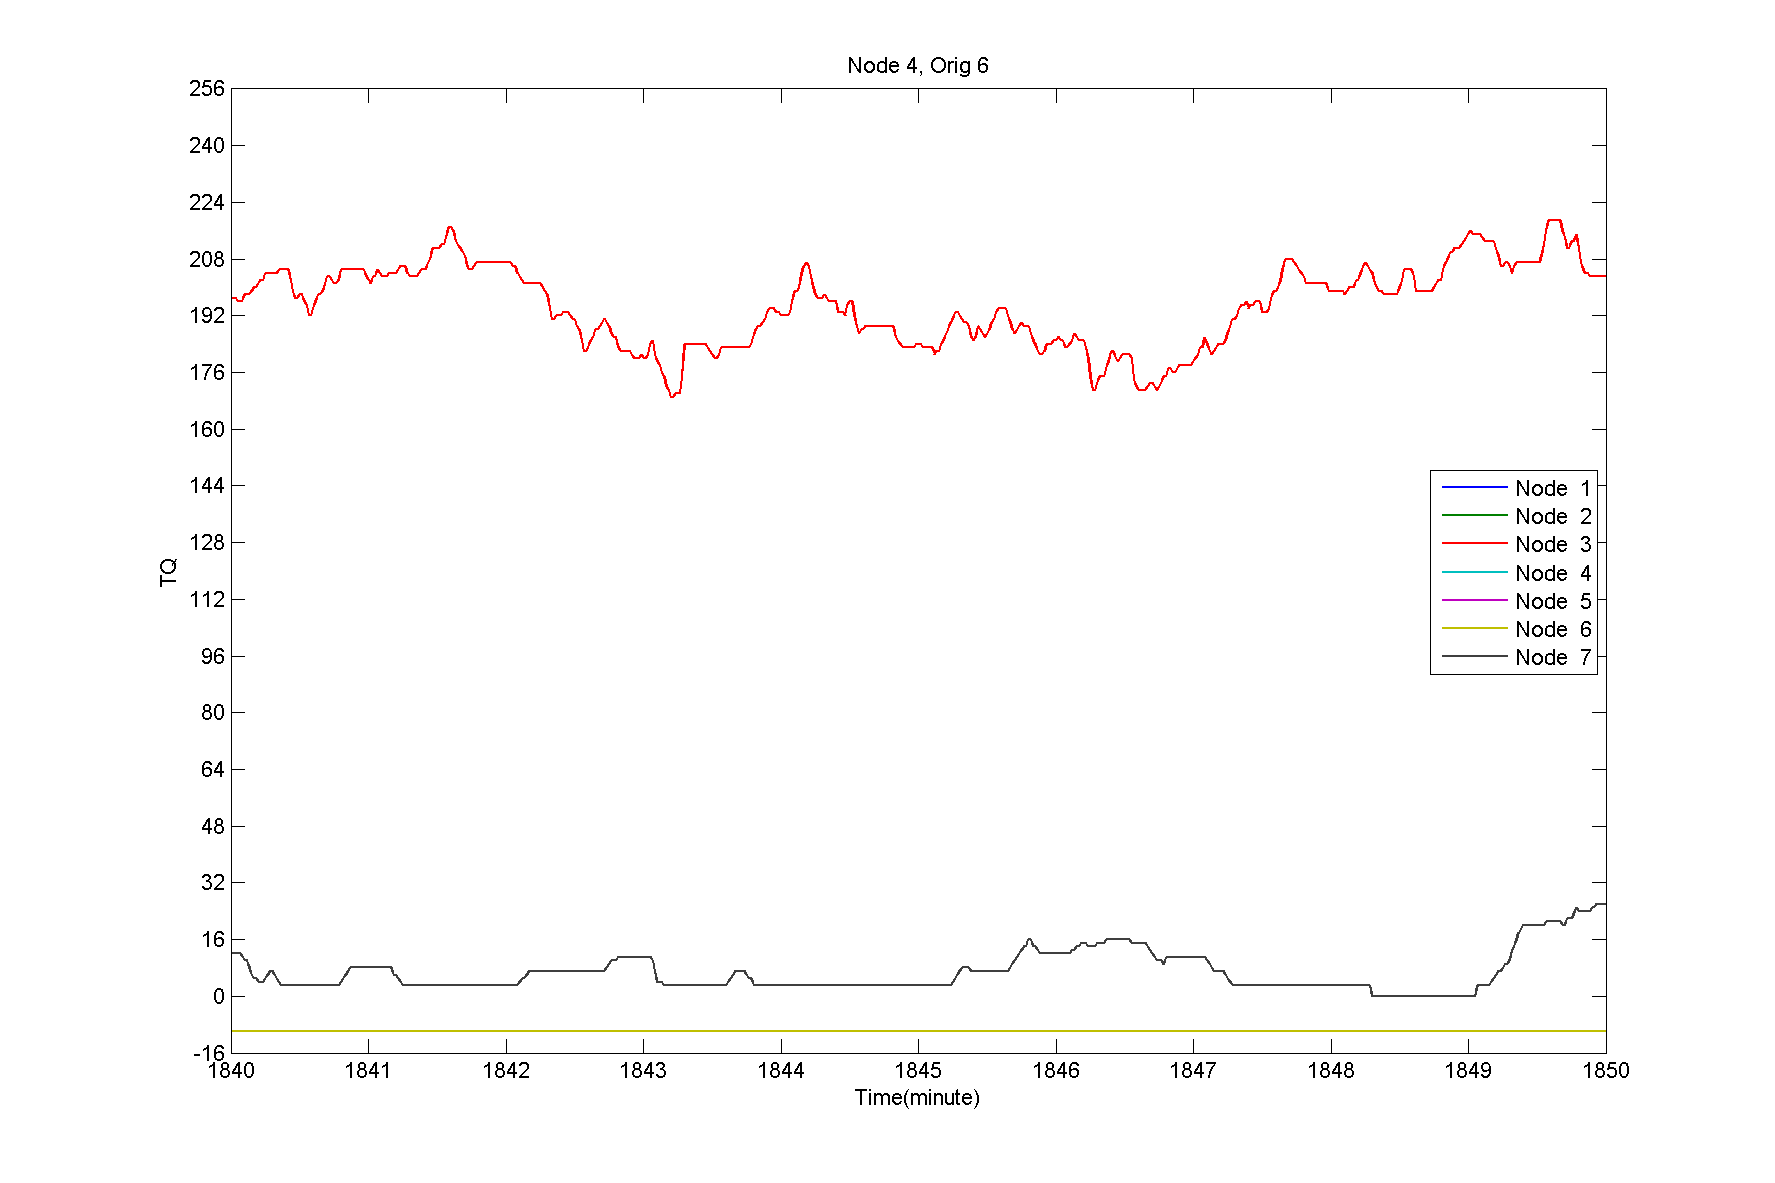 Node 4, Orig 6
256
240
224
208
192
176
160
144
128
112
96
80
64
48
32
16
0
-16
TQ
Node 1
Node 2
Node 3
Node 4
Node 5
Node 6
Node 7
1840 1841 1842 1843 1844 1845 1846 1847 1848 1849 1850
Time(minute)